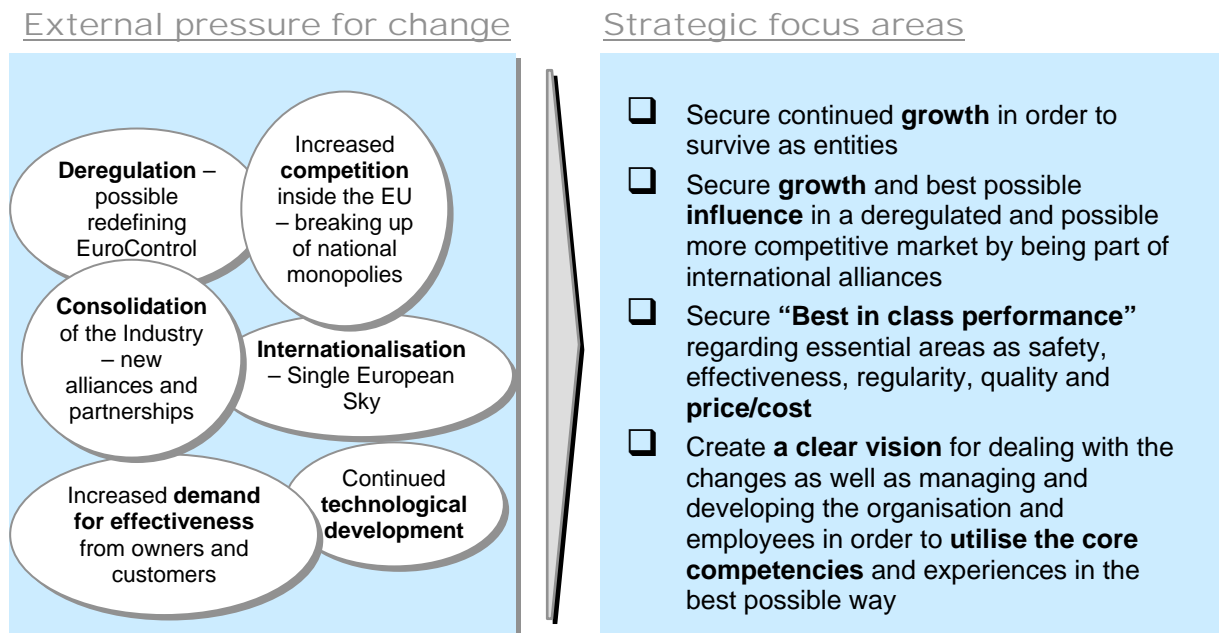 External pressure for change
Strategic focus areas
Deregulation –
possible
redefining
EuroControl
Increased
competition
inside the EU
– breaking up
of national
monopolies
Consolidation
of the Industry
– new
alliances and
partnerships
Internationalisation
– Single European
Sky
Increased demand
for effectiveness
from owners and
customers
Continued
technological
development
Secure continued growth in order to
survive as entities
Secure growth and best possible
influence in a deregulated and possible
more competitive market by being part of
international alliances
Secure “Best in class performance”
regarding essential areas as safety,
effectiveness, regularity, quality and
price/cost
Create a clear vision for dealing with the
changes as well as managing and
developing the organisation and
employees in order to utilise the core
competencies and experiences in the
best possible way